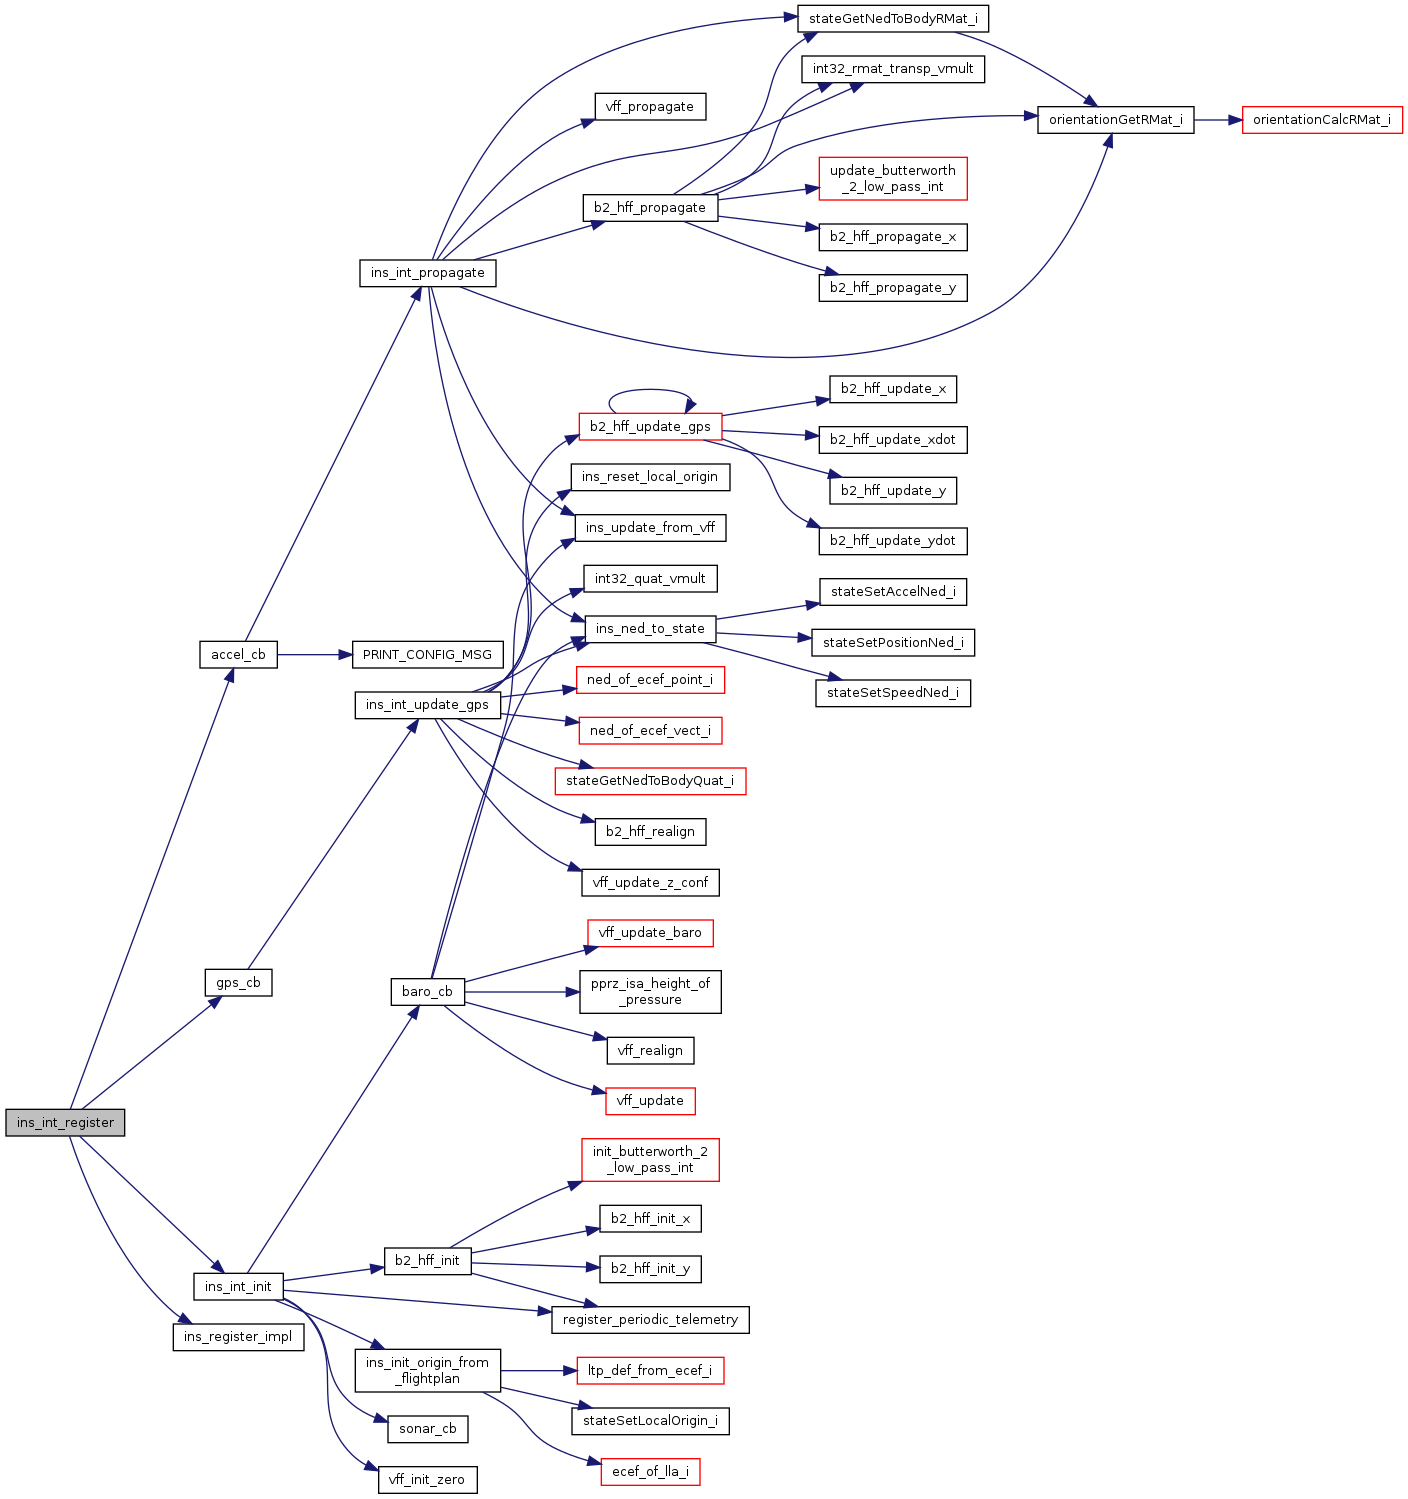 stateGetNedToBodyRMat_i
int32_rmat_transp_vmult
vff_propagate
orientationGetRMat_i
orientationCalcRMat_i
update_butterworth
_2_low_pass_int
b2_hff_propagate
b2_hff_propagate_x
ins_int_propagate
b2_hff_propagate_y
b2_hff_update_x
b2_hff_update_gps
b2_hff_update_xdot
ins_reset_local_origin
b2_hff_update_y
ins_update_from_vff
b2_hff_update_ydot
int32_quat_vmult
stateSetAccelNed_i
ins_ned_to_state
stateSetPositionNed_i
accel_cb
PRINT_CONFIG_MSG
ned_of_ecef_point_i
stateSetSpeedNed_i
ins_int_update_gps
ned_of_ecef_vect_i
stateGetNedToBodyQuat_i
b2_hff_realign
vff_update_z_conf
vff_update_baro
gps_cb
baro_cb
pprz_isa_height_of
_pressure
vff_realign
vff_update
ins_int_register
init_butterworth_2
_low_pass_int
b2_hff_init_x
b2_hff_init
b2_hff_init_y
ins_int_init
register_periodic_telemetry
ins_register_impl
ins_init_origin_from
_flightplan
ltp_def_from_ecef_i
stateSetLocalOrigin_i
sonar_cb
ecef_of_lla_i
vff_init_zero